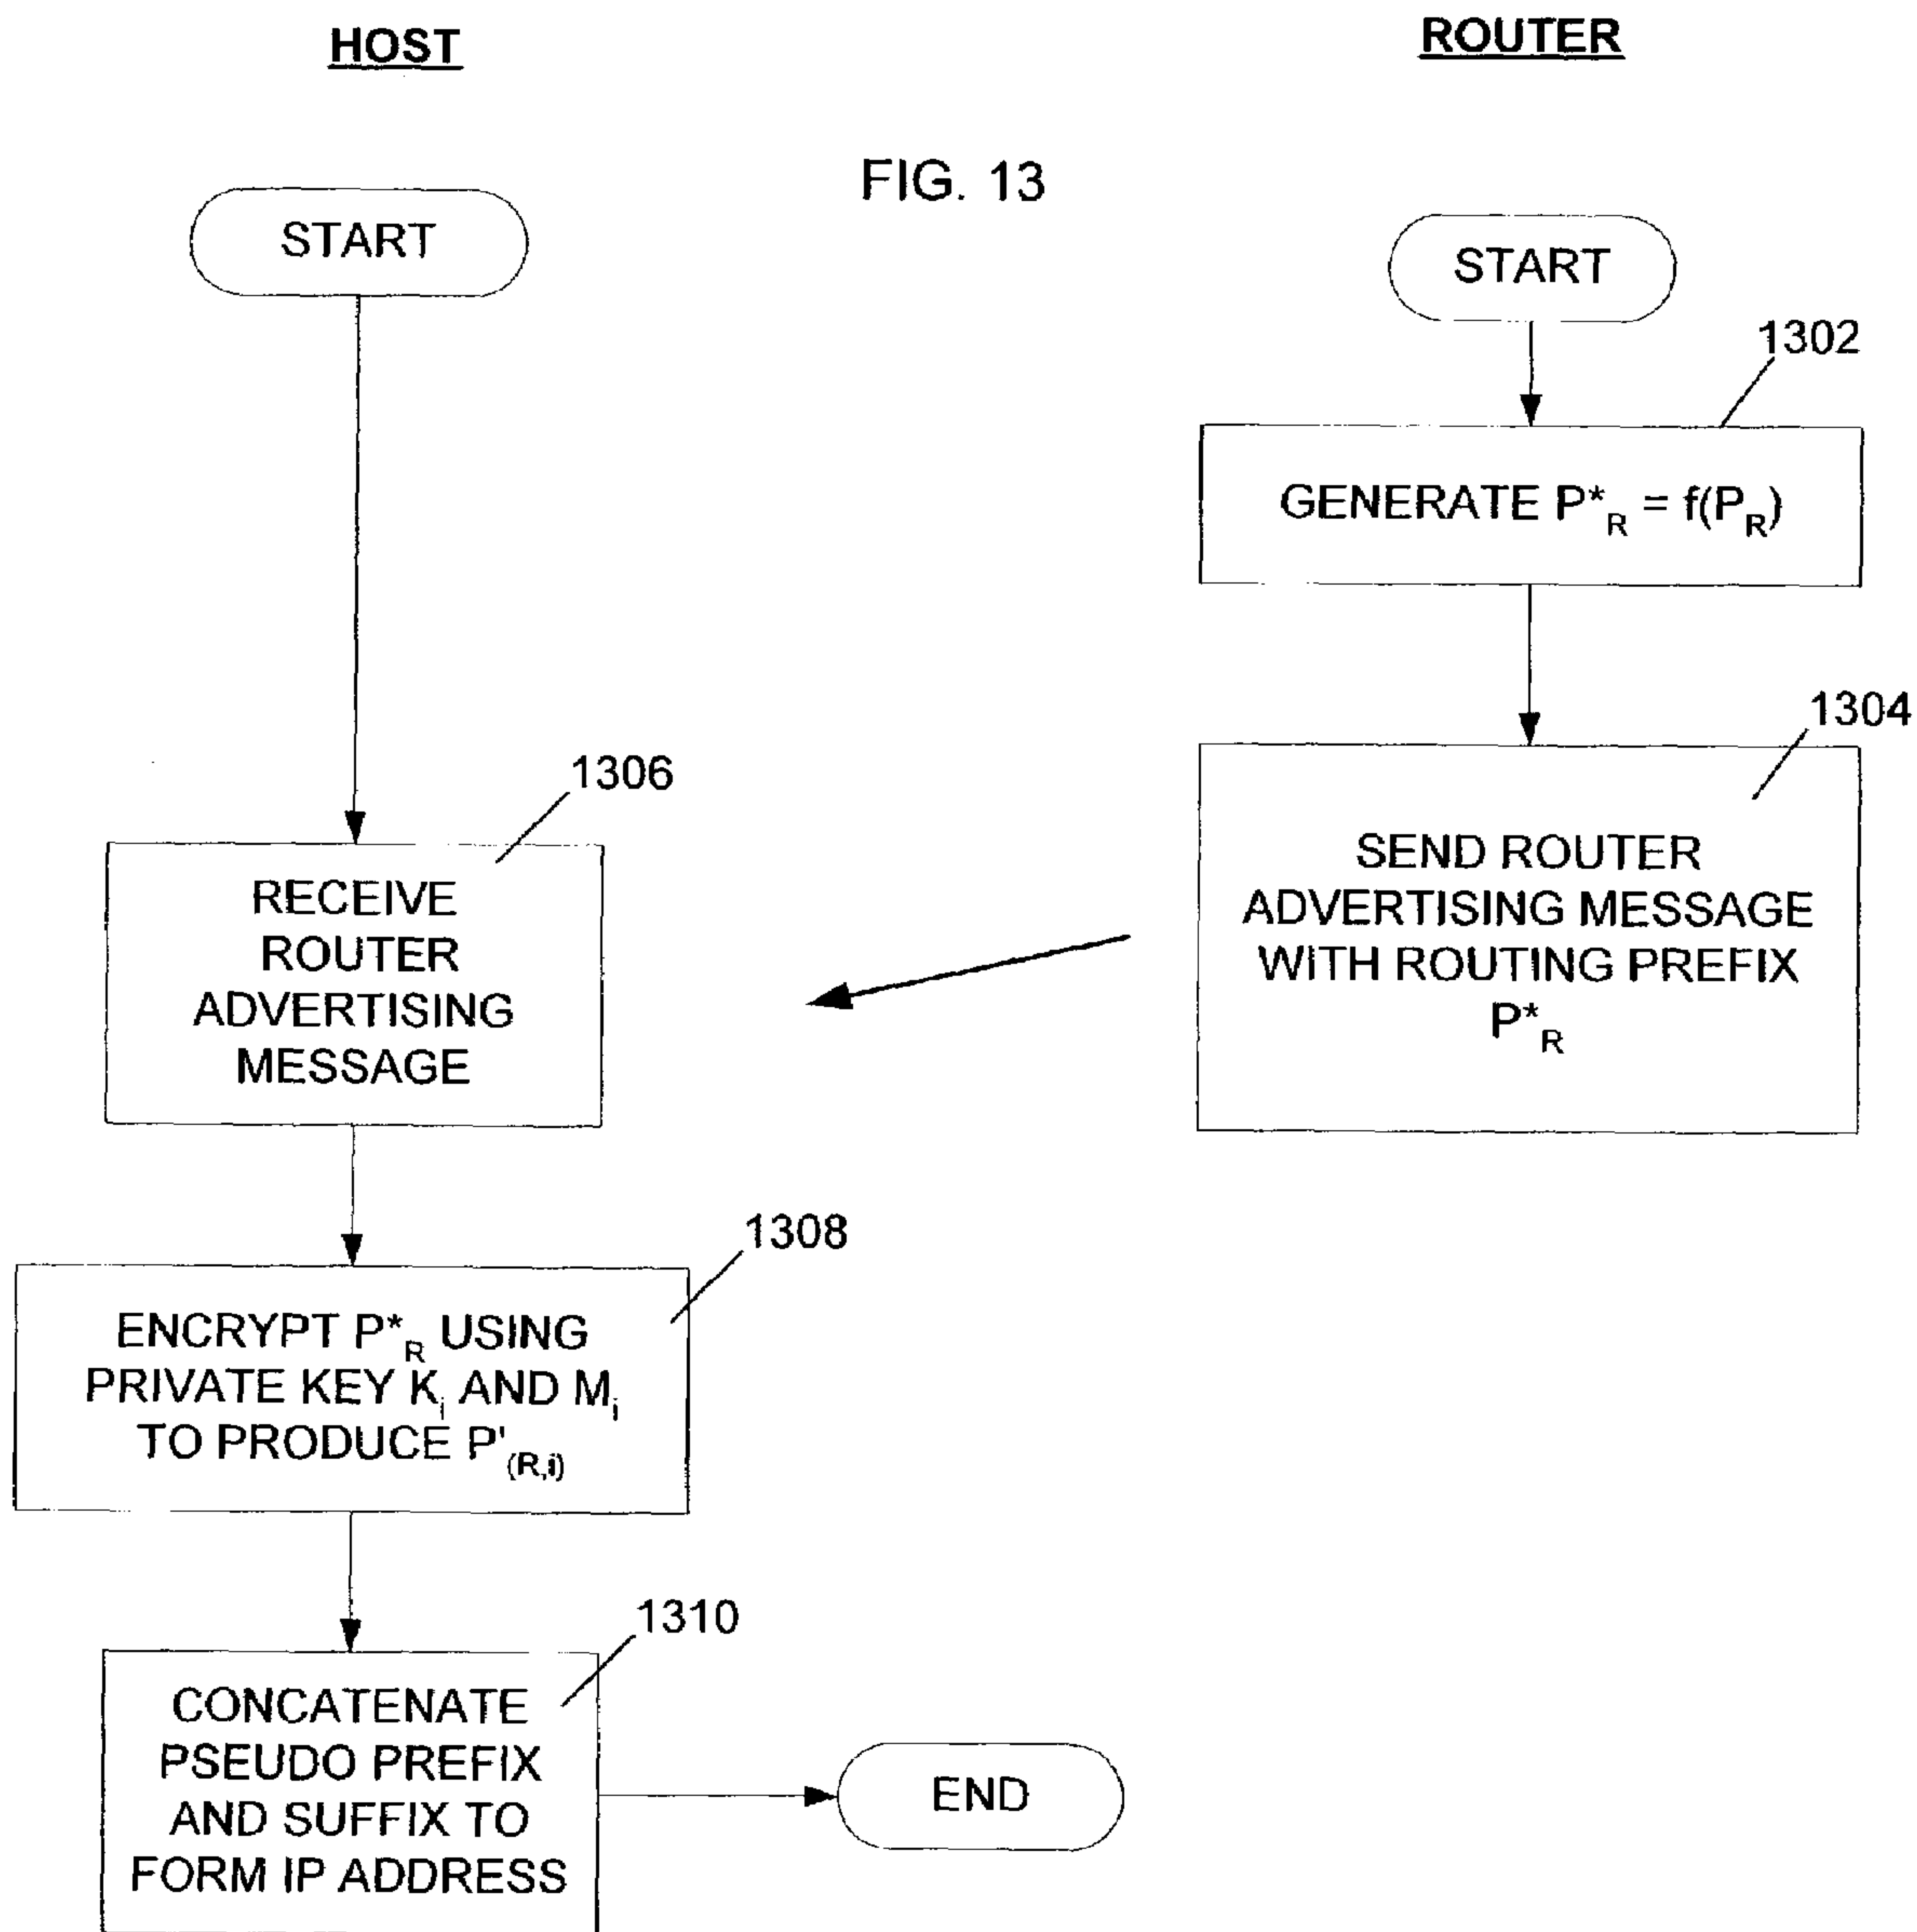 HOST
ROUTER
FIG. 13
START
START
1302
GENERATE P*R = f(PR)
1304
SEND ROUTER
ADVERTISING MESSAGE
WITH ROUTING PREFIX
P*R
1306
RECEIVE
ROUTER
ADVERTISING
MESSAGE
1308
ENCRYPT P*R USING
PRIVATE KEY Ki AND Mi
TO PRODUCE P'(R,i)
1310
CONCATENATE
PSEUDO PREFIX
AND SUFFIX TO
FORM IP ADDRESS
END